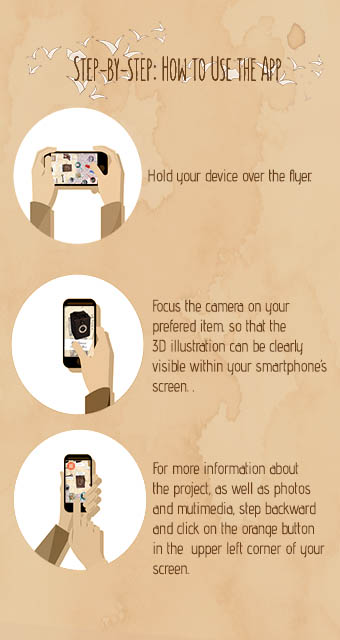 Step-by-step: How to Use the App
Hold your device over the flyer.
Focus the camera on your
prefered item, so that the
3D illustration can be clearly
visible within your smartphone's
screen. .
For more information about
the project, as well as photos
and mutimedia, step backward
and click on the orange button
in the upper left corner of your
screen.